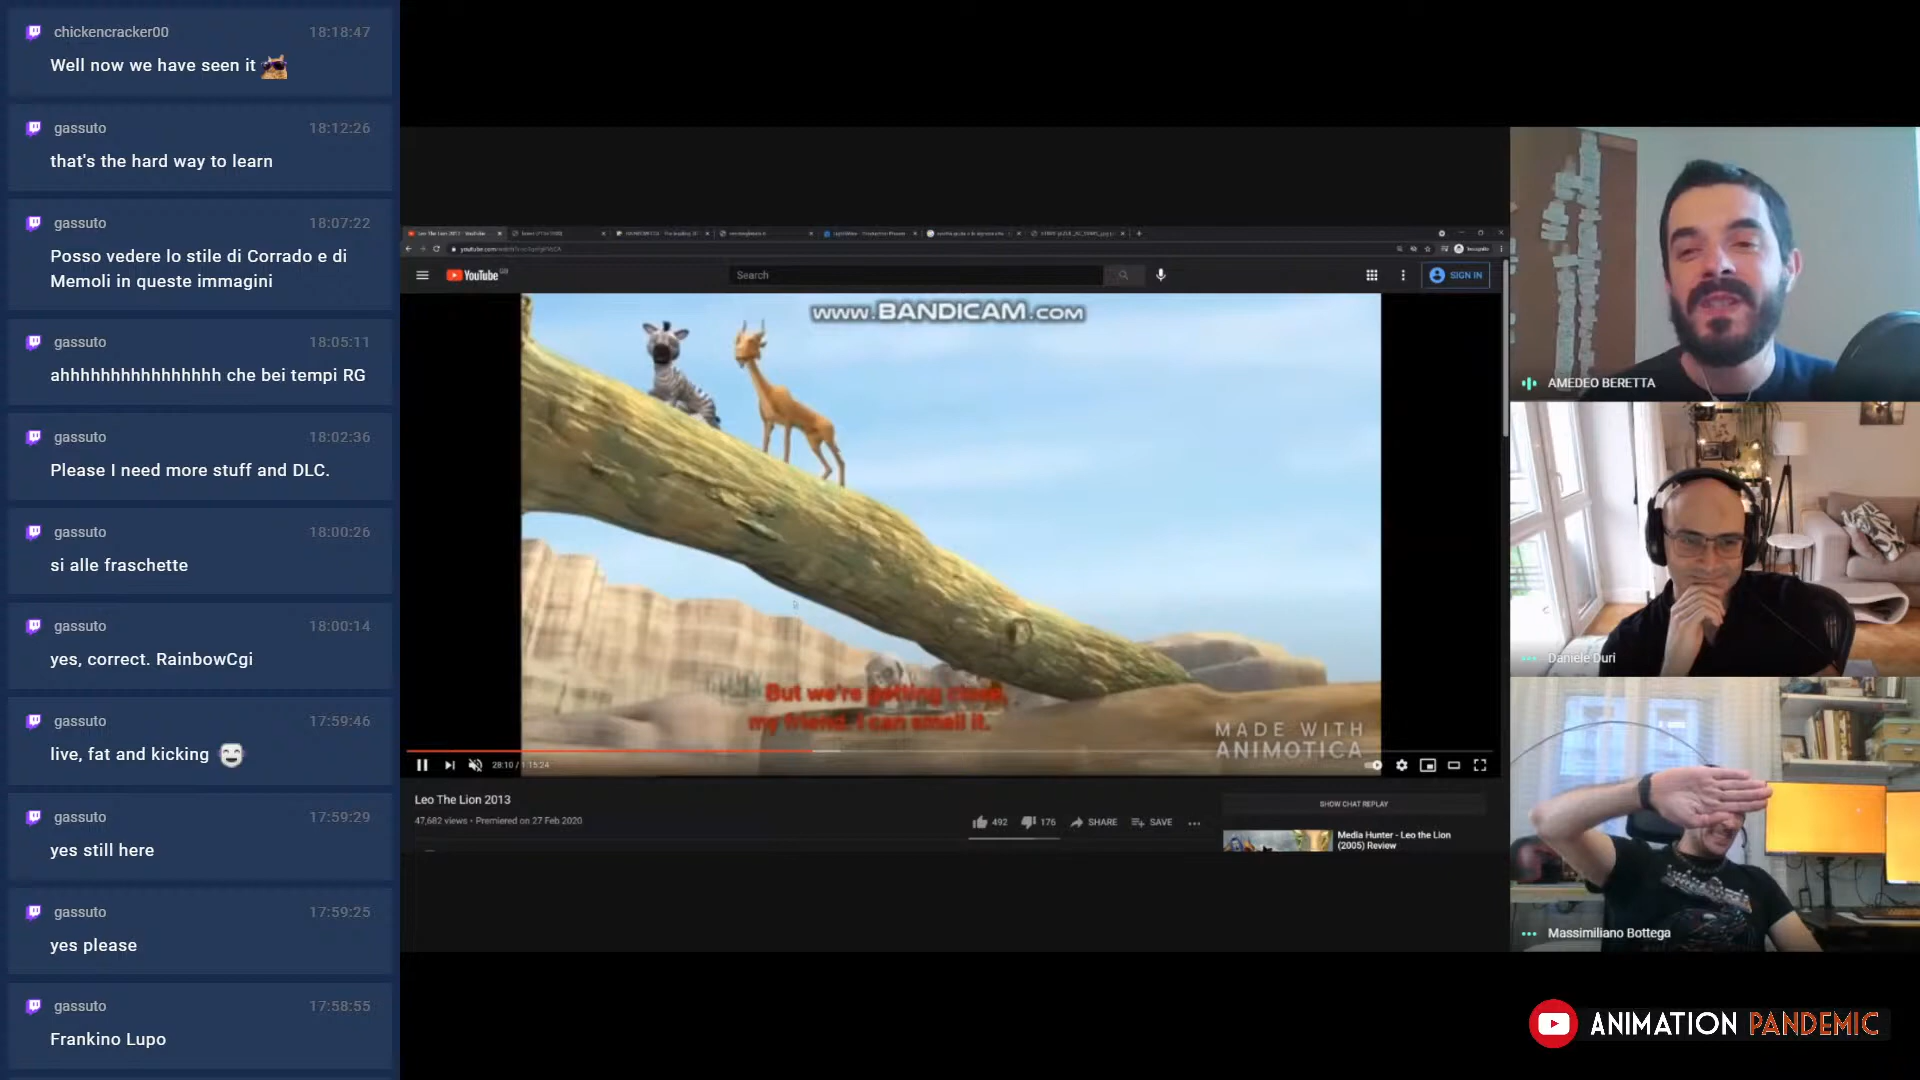 chickencracker00 18:18:47
Well now we have seen it
gassuto 18:12:26
that's the hard way to learn
gassuto 18:07:22
Posso vedere lo stile di Corrado e di
Memoli in queste immagini
gassuto 18:05:11
ahhhhhhhhhhhhhhhh che bei tempi RG
gassuto 18:02:36
Please I need more stuff and DLC.
gassuto 18:00:26
si alle fraschette
gassuto 18:00:14
yes, correct. RainbowCgi
gassuto 17:59:46
live, fat and kicking
gassuto 17:59:29
yes still here
gassuto 17:59:25
yes please
gassuto 17:58:55
Frankino Lupo
YouTube
Search
SIGN IN
WWW.BANDICAM.COM
But we're getting close,
my friend. I can smell it.
MADE WITH
ANIMOTICA
28:10 / 1:15:24
Leo The Lion 2013
47,682 views • Premiered on 27 Feb 2020
492 176 SHARE SAVE
SHOW CHAT REPLAY
Media Hunter - Leo the Lion
(2005) Review
AMEDEO BERETTA
Daniele Duri
Massimiliano Bottega
ANIMATION PANDEMIC